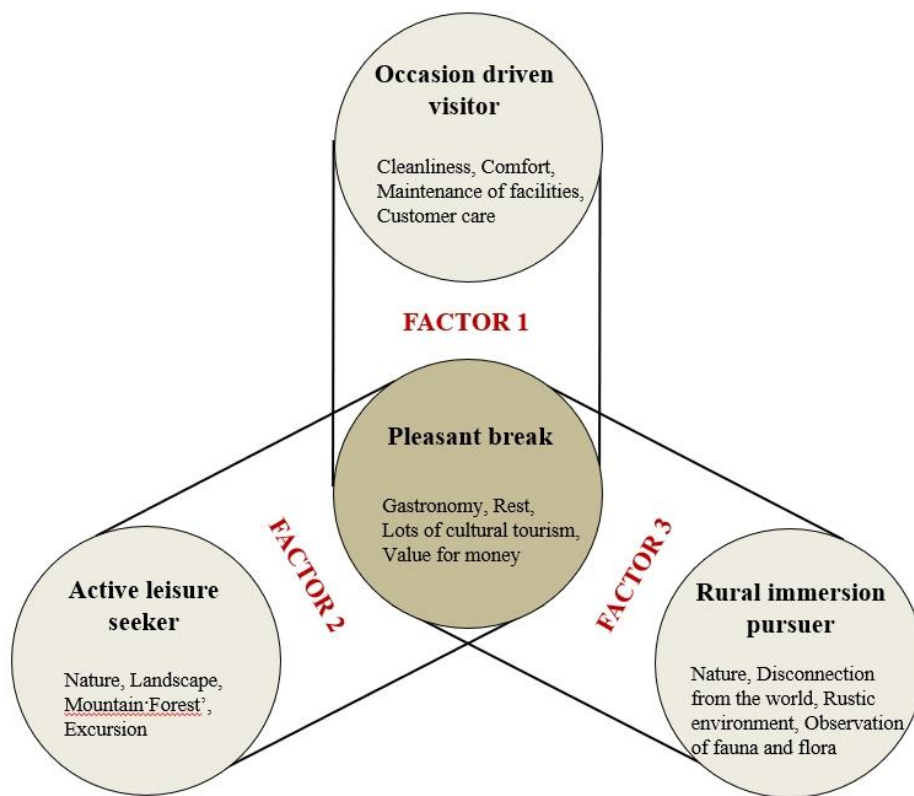 Occasion driven
visitor
Cleanliness, Comfort,
Maintenance of facilities,
Customer care
FACTOR 1
Pleasant break
Gastronomy, Rest,
Lots of cultural tourism,
Value for money
FACTOR 2
FACTOR 3
Active leisure
seeker
Nature, Landscape,
Mountain·Forest’,
Excursion
Rural immersion
pursuer
Nature, Disconnection
from the world, Rustic
environment, Observation
of fauna and flora